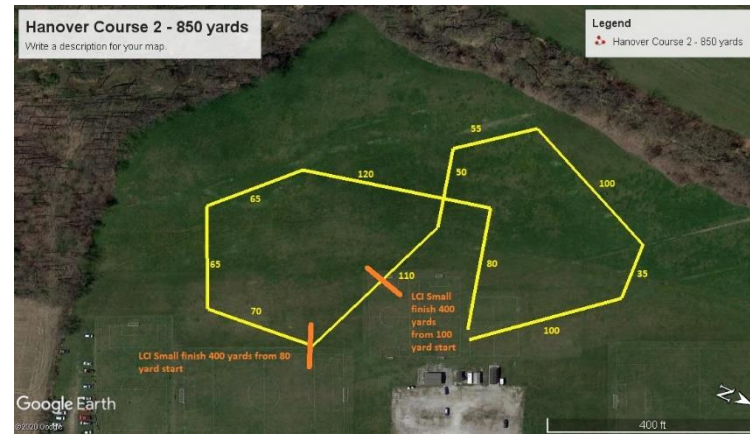 Hanover Course 2 - 850 yards
Write a description for your map.
Legend
Hanover Course 2 - 850 yards
55
50
120
65
100
65
80
35
110
70
100
LCI Small
finish 400
yards
from 100
yard start
LCI Small finish 400 yards from 80
yard start
Google Earth
©2020 Google
N
400 ft